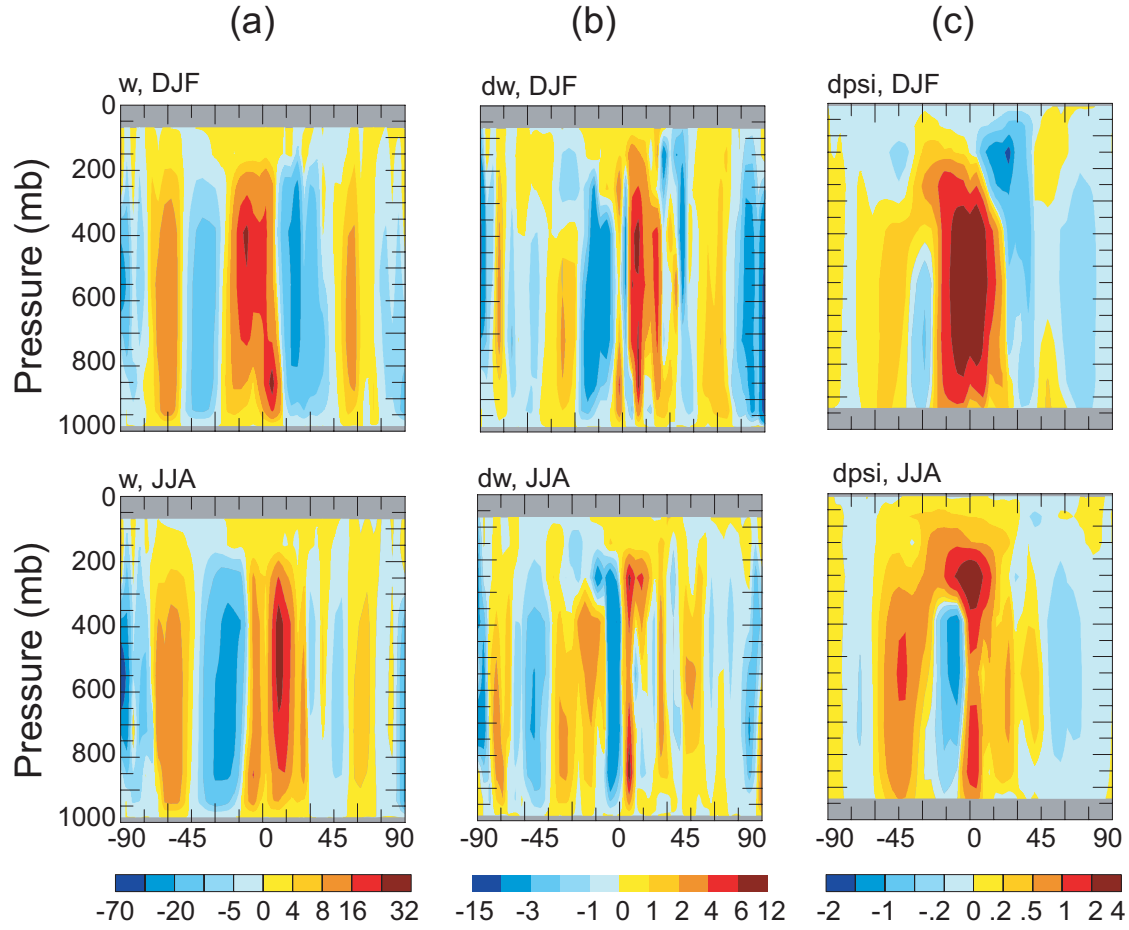 (a) (b) (c)
w, DJF dw, DJF dpsi, DJF
Pressure (mb)
0
200
400
600
800
1000
w, JJA dw, JJA dpsi, JJA
Pressure (mb)
0
200
400
600
800
1000
-90 -45 0 45 90 -90 -45 0 45 90 -90 -45 0 45 90
-70 -20 -5 0 4 8 16 32 -15 -3 -1 0 1 2 4 6 12 -2 -1 -.2 0 .2 .5 1 2 4